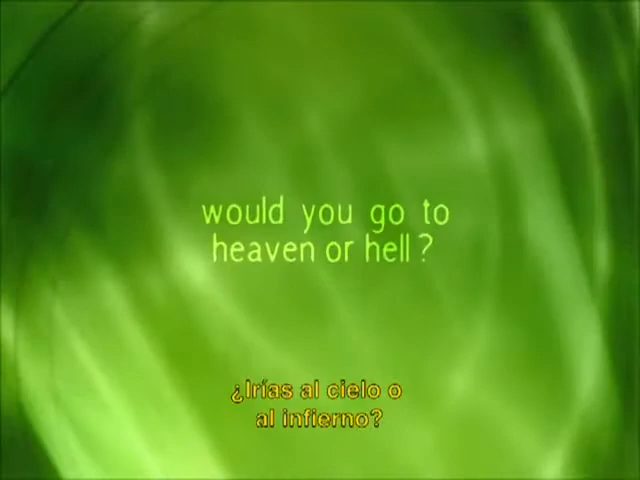 would you go to
heaven or hell?
¿Irías al cielo o
al infierno?